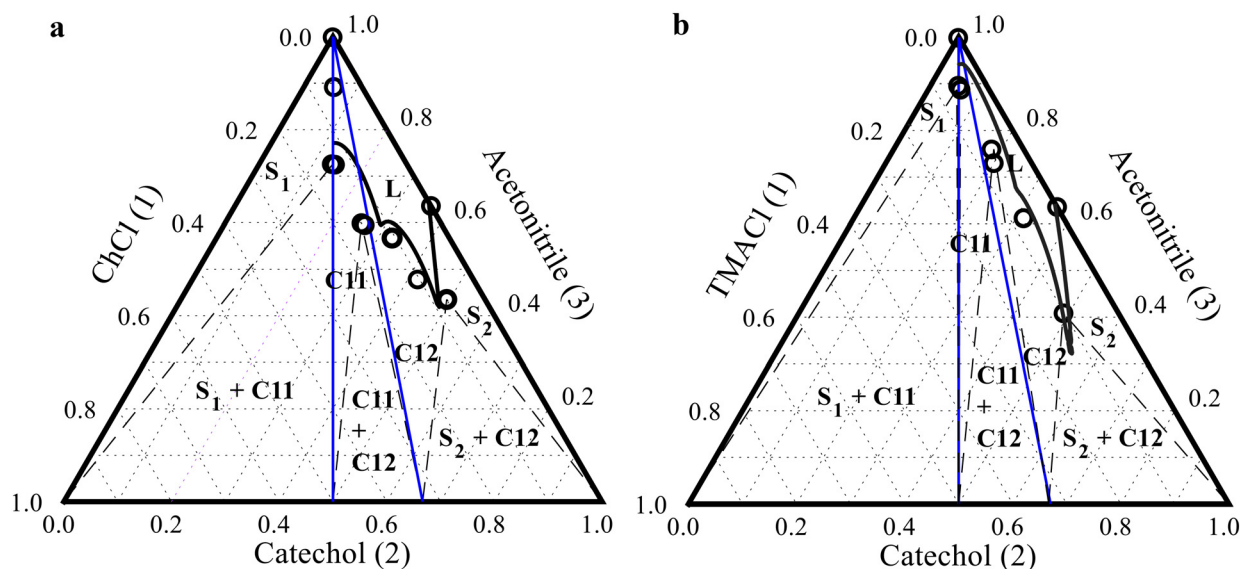 a
0.0
1.0
0.2
0.8
S1
L
0.4
0.6
ChCl (1)
Acetonitrile (3)
C11
S2
0.6
0.4
C12
S1 + C11
C11
+
C12
0.8
0.2
S2 + C12
1.0
0.0
0.2
0.4
0.6
0.8
1.0
Catechol (2)
b
0.0
1.0
0.2
0.8
S1
L
0.4
0.6
TMACl (1)
Acetonitrile (3)
C11
S2
0.6
0.4
C12
S1 + C11
C11
+
C12
0.8
0.2
S2 + C12
1.0
0.0
0.2
0.4
0.6
0.8
1.0
Catechol (2)